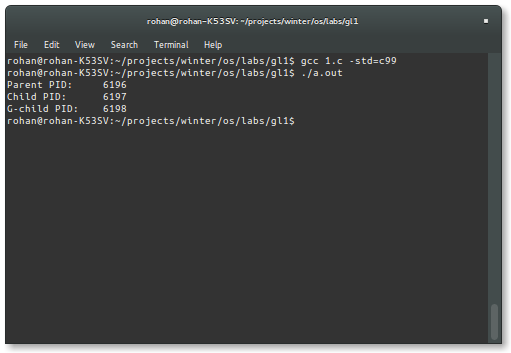 rohan@rohan-K53SV: ~/projects/winter/os/labs/gl1
File Edit View Search Terminal Help
rohan@rohan-K53SV:~/projects/winter/os/labs/gl1$ gcc 1.c -std=c99
rohan@rohan-K53SV:~/projects/winter/os/labs/gl1$ ./a.out
Parent PID:     6196
Child PID:      6197
G-child PID:    6198
rohan@rohan-K53SV:~/projects/winter/os/labs/gl1$